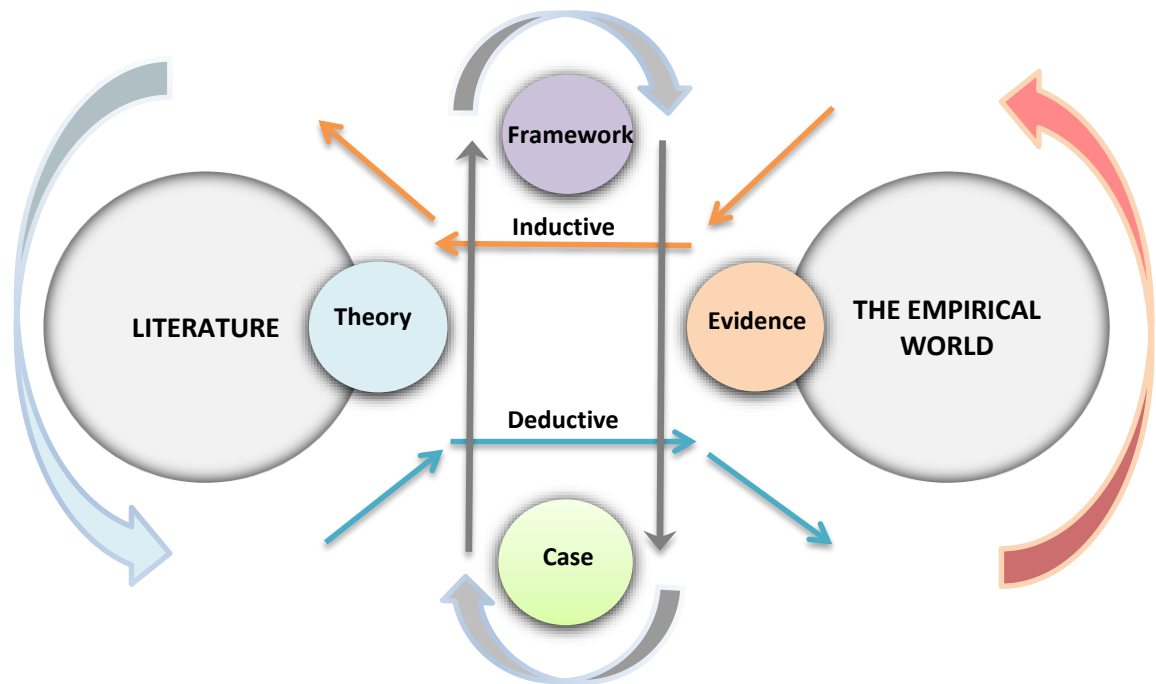 Framework
Inductive
LITERATURE
Theory
Evidence
THE EMPIRICAL
WORLD
Deductive
Case